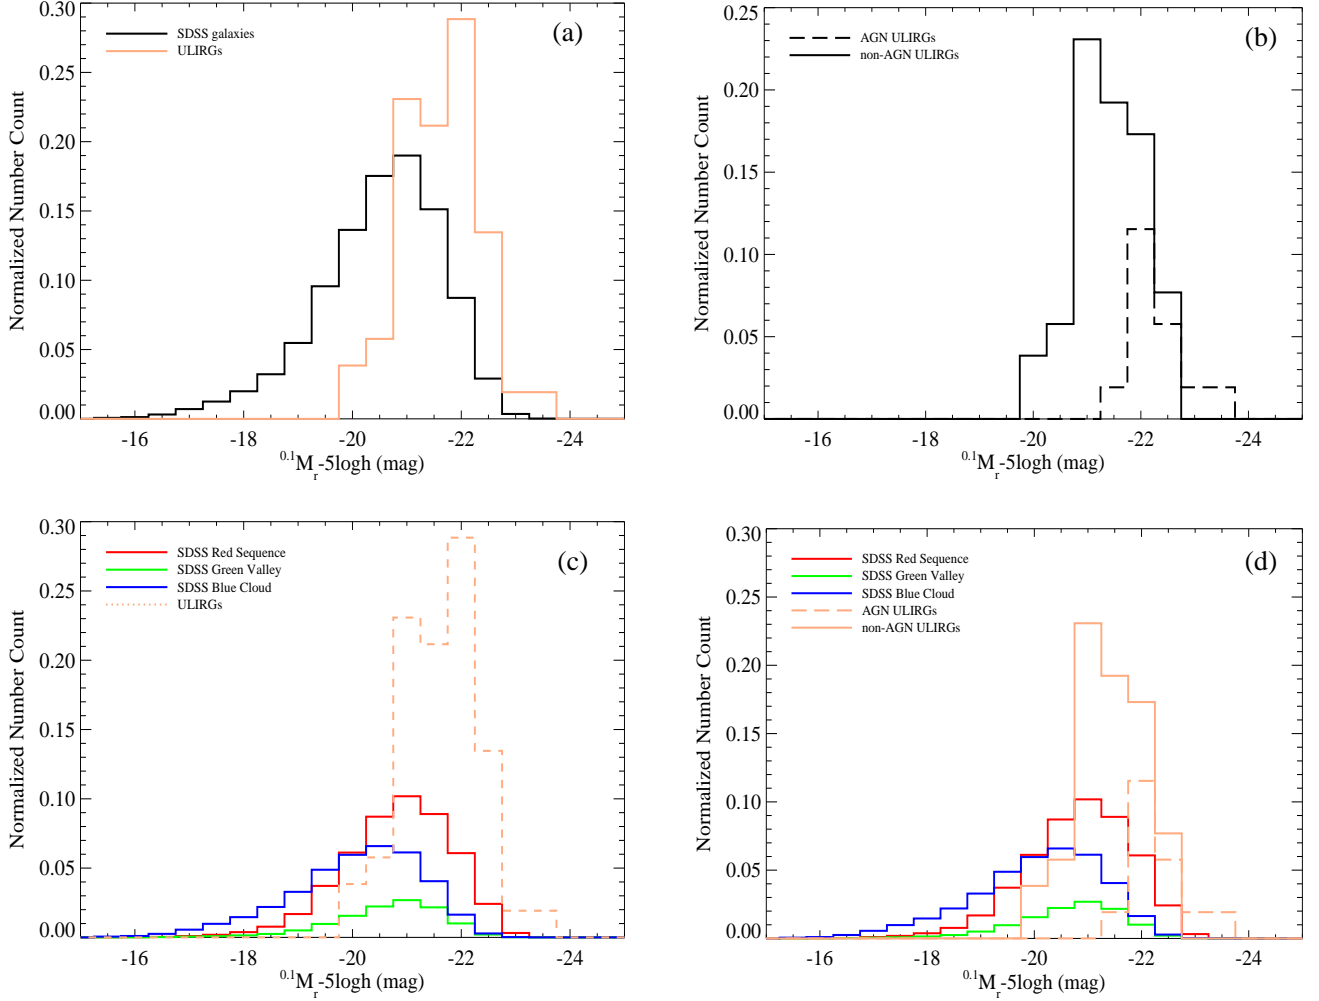 (a)
SDSS galaxies
ULIRGs
0.30
0.25
0.20
0.15
0.10
0.05
0.00
Normalized Number Count
-16 -18 -20 -22 -24
0.1Mr-5logh (mag)
(b)
AGN ULIRGs
non-AGN ULIRGs
0.25
0.20
0.15
0.10
0.05
0.00
Normalized Number Count
-16 -18 -20 -22 -24
0.1Mr-5logh (mag)
(c)
SDSS Red Sequence
SDSS Green Valley
SDSS Blue Cloud
ULIRGs
0.30
0.25
0.20
0.15
0.10
0.05
0.00
Normalized Number Count
-16 -18 -20 -22 -24
0.1Mr-5logh (mag)
(d)
SDSS Red Sequence
SDSS Green Valley
SDSS Blue Cloud
AGN ULIRGs
non-AGN ULIRGs
0.30
0.25
0.20
0.15
0.10
0.05
0.00
Normalized Number Count
-16 -18 -20 -22 -24
0.1Mr-5logh (mag)